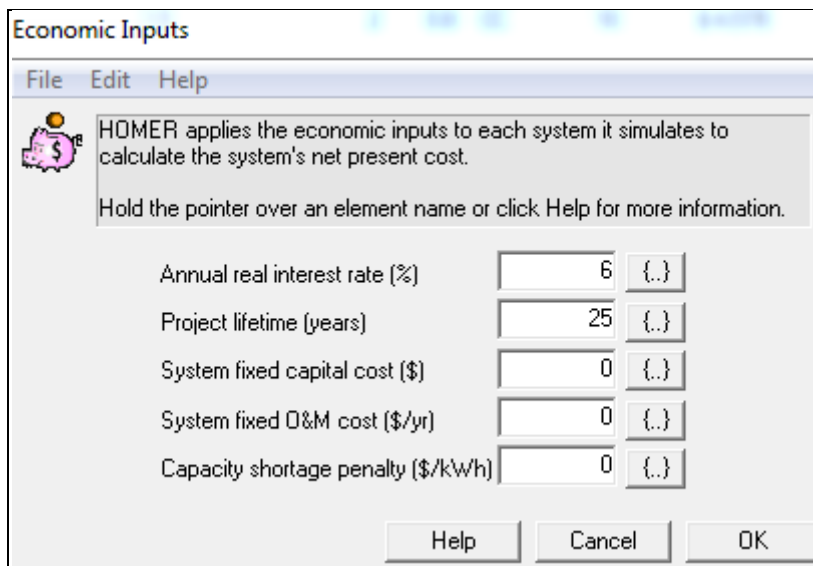 Economic Inputs
File Edit Help
HOMER applies the economic inputs to each system it simulates to
calculate the system's net present cost.
Hold the pointer over an element name or click Help for more information.
Annual real interest rate (%) 6 {..}
Project lifetime (years) 25 {..}
System fixed capital cost ($) 0 {..}
System fixed O&M cost ($/yr) 0 {..}
Capacity shortage penalty ($/kWh) 0 {..}
Help Cancel OK